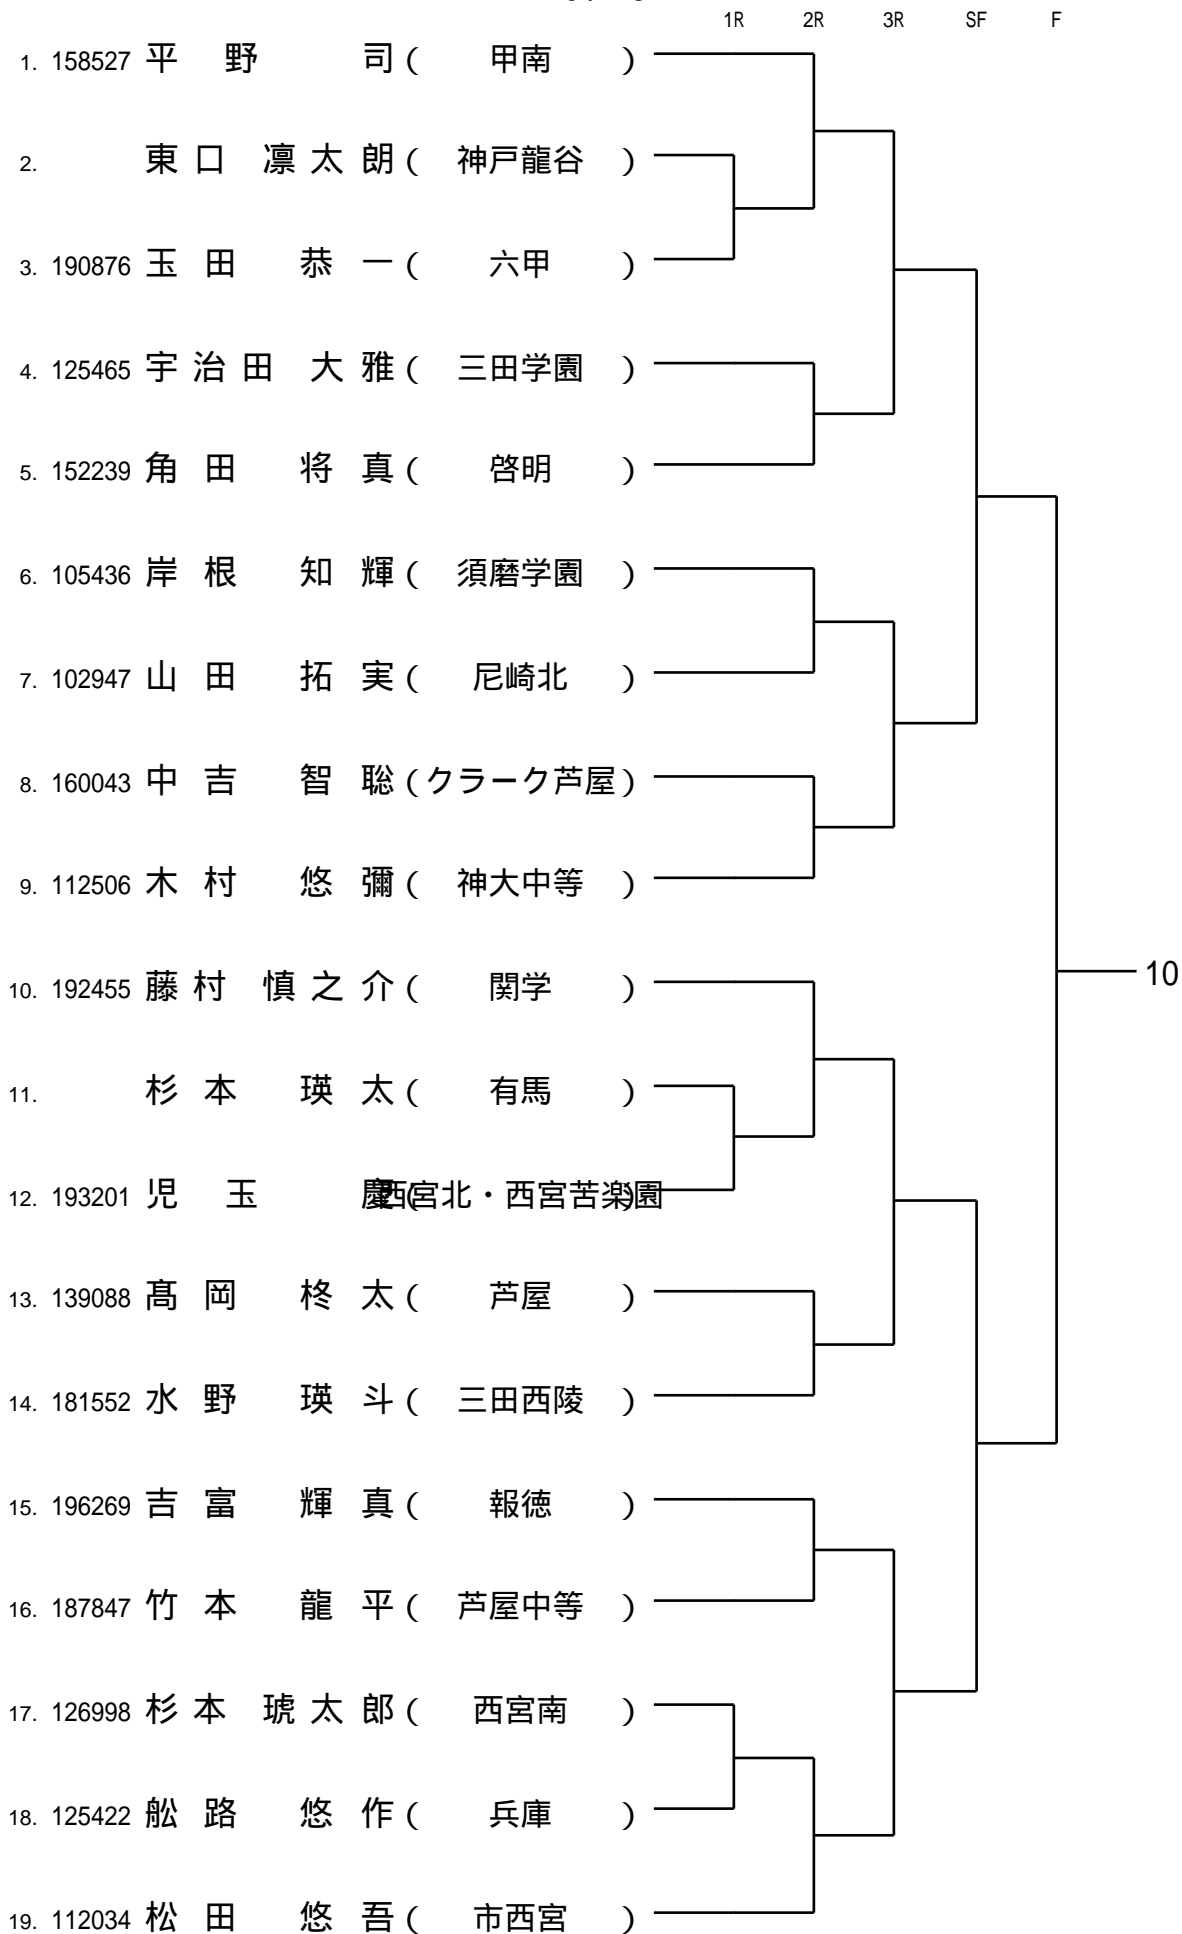 1R 2R 3R SF F
1. 158527 平野 司 ( 甲南 )
2. 東口 凛太朗 ( 神戸龍谷 )
3. 190876 玉田 恭一 ( 六甲 )
4. 125465 宇治田 大雅 ( 三田学園 )
5. 152239 角田 将真 ( 啓明 )
6. 105436 岸根 知輝 ( 須磨学園 )
7. 102947 山田 拓実 ( 尼崎北 )
8. 160043 中吉 智聡 ( クラーク芦屋 )
9. 112506 木村 悠彌 ( 神大中等 )
10
10. 192455 藤村 慎之介 ( 関学 )
11. 杉本 瑛太 ( 有馬 )
12. 193201 児玉 慶 ( 西宮北・西宮苦楽園 )
13. 139088 髙岡 柊太 ( 芦屋 )
14. 181552 水野 瑛斗 ( 三田西陵 )
15. 196269 吉富 輝真 ( 報徳 )
16. 187847 竹本 龍平 ( 芦屋中等 )
17. 126998 杉本 琥太郎 ( 西宮南 )
18. 125422 舩路 悠作 ( 兵庫 )
19. 112034 松田 悠吾 ( 市西宮 )